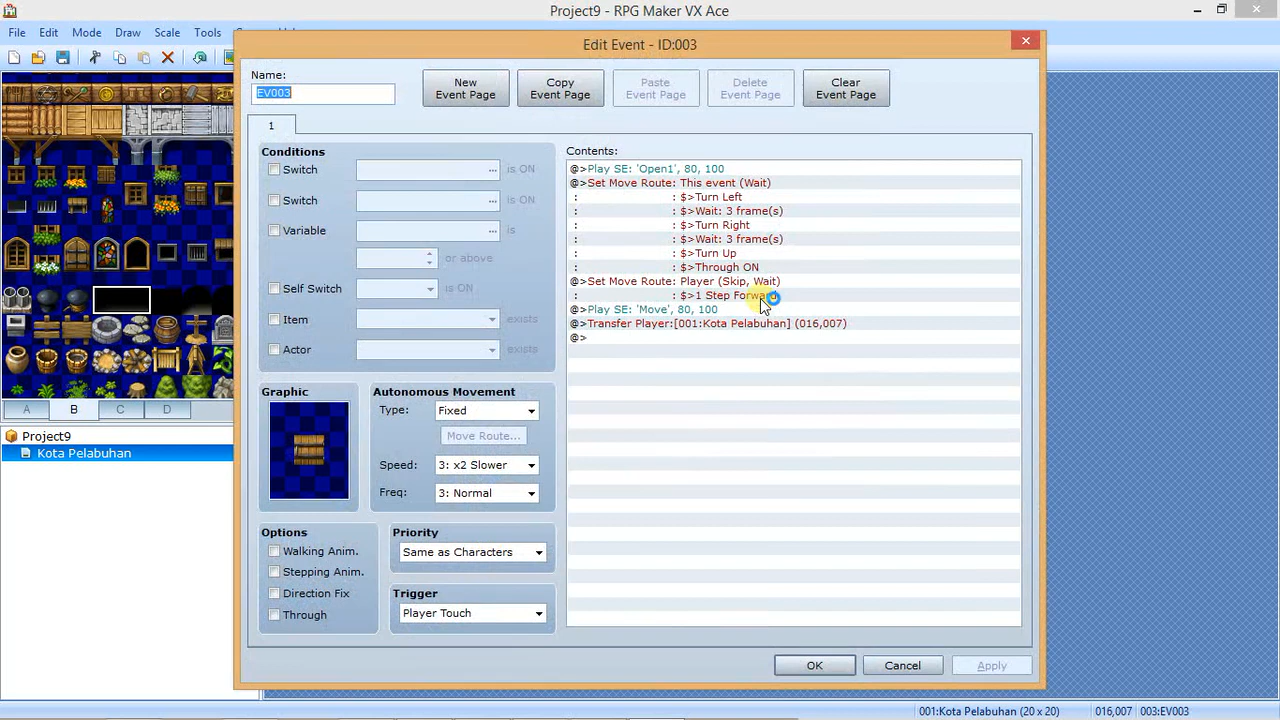 Project9 - RPG Maker VX Ace
File Edit Mode Draw Scale Tools
Edit Event - ID:003
Name:
EV003
New Event Page
Copy Event Page
Paste Event Page
Delete Event Page
Clear Event Page
1
Conditions
Switch ... is ON
Switch ... is ON
Variable ... is
or above
Self Switch is ON
Item exists
Actor exists
Graphic
Autonomous Movement
Type: Fixed
Move Route...
Speed: 3: x2 Slower
Freq: 3: Normal
Options
Walking Anim.
Stepping Anim.
Direction Fix
Through
Priority
Same as Characters
Trigger
Player Touch
Contents:
@>Play SE: 'Open1', 80, 100
@>Set Move Route: This event (Wait)
: : $>Turn Left
: : $>Wait: 3 frame(s)
: : $>Turn Right
: : $>Wait: 3 frame(s)
: : $>Turn Up
: : $>Through ON
@>Set Move Route: Player (Skip, Wait)
: : $>1 Step Forward
@>Play SE: 'Move', 80, 100
@>Transfer Player:[001:Kota Pelabuhan] (016,007)
@>
OK Cancel Apply
A B C D
Project9
Kota Pelabuhan
001:Kota Pelabuhan (20 x 20) 016,007 003:EV003